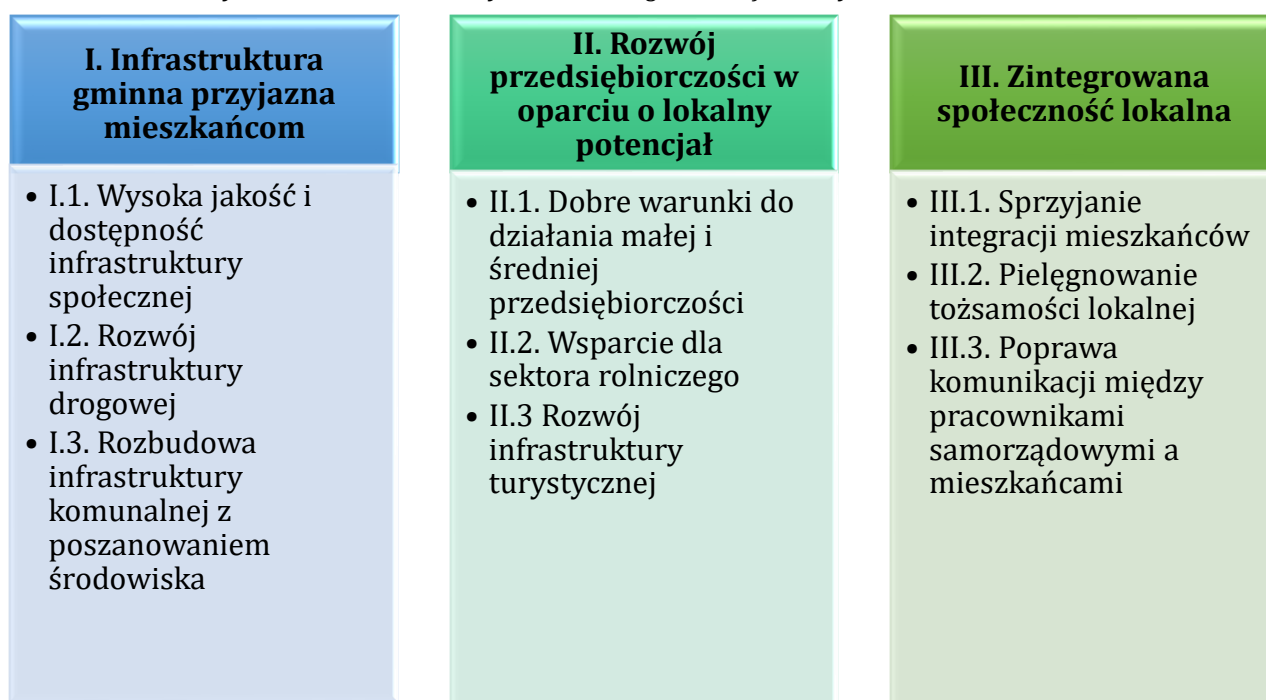 I. Infrastruktura
gminna przyjazna
mieszkańcom
• I.1. Wysoka jakość i
dostępność
infrastruktury
społecznej
• I.2. Rozwój
infrastruktury
drogowej
• I.3. Rozbudowa
infrastruktury
komunalnej z
poszanowaniem
środowiska
II. Rozwój
przedsiębiorczości w
oparciu o lokalny
potencjał
• II.1. Dobre warunki do
działania małej i
średniej
przedsiębiorczości
• II.2. Wsparcie dla
sektora rolniczego
• II.3 Rozwój
infrastruktury
turystycznej
III. Zintegrowana
społeczność lokalna
• III.1. Sprzyjanie
integracji mieszkańców
• III.2. Pielęgnowanie
tożsamości lokalnej
• III.3. Poprawa
komunikacji między
pracownikami
samorządowymi a
mieszkańcami